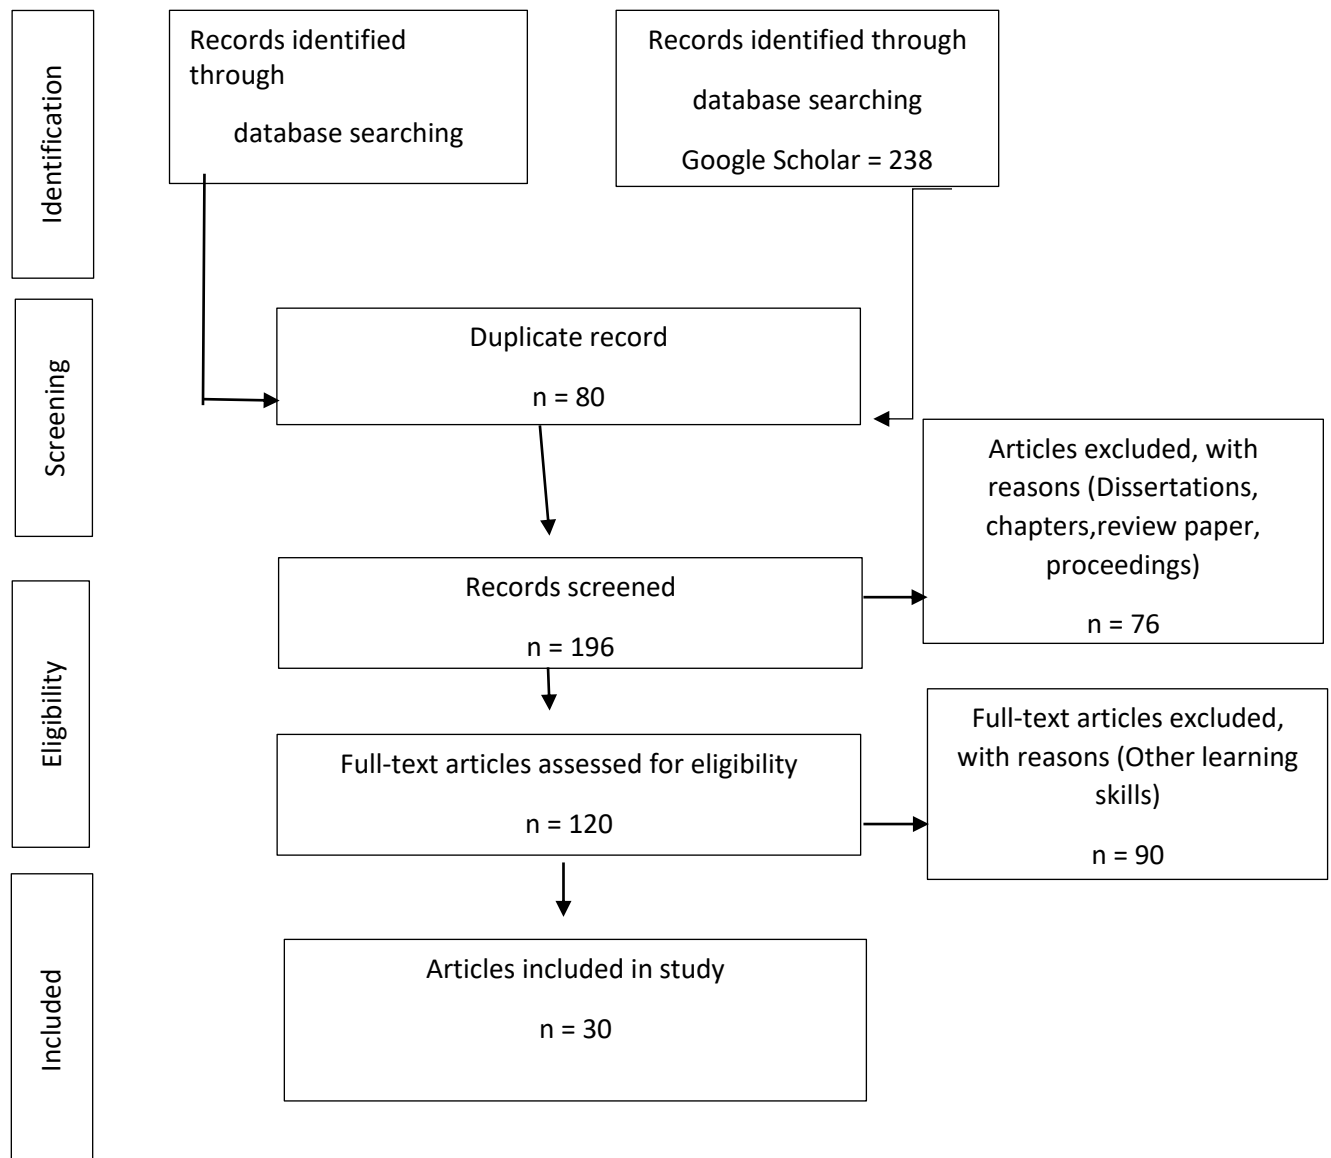 Identification
Records identified
through
database searching
Records identified through
database searching
Google Scholar = 238
Screening
Duplicate record
n = 80
Articles excluded, with
reasons (Dissertations,
chapters,review paper,
proceedings)
n = 76
Eligibility
Records screened
n = 196
Full-text articles assessed for eligibility
n = 120
Full-text articles excluded,
with reasons (Other learning
skills)
n = 90
Included
Articles included in study
n = 30